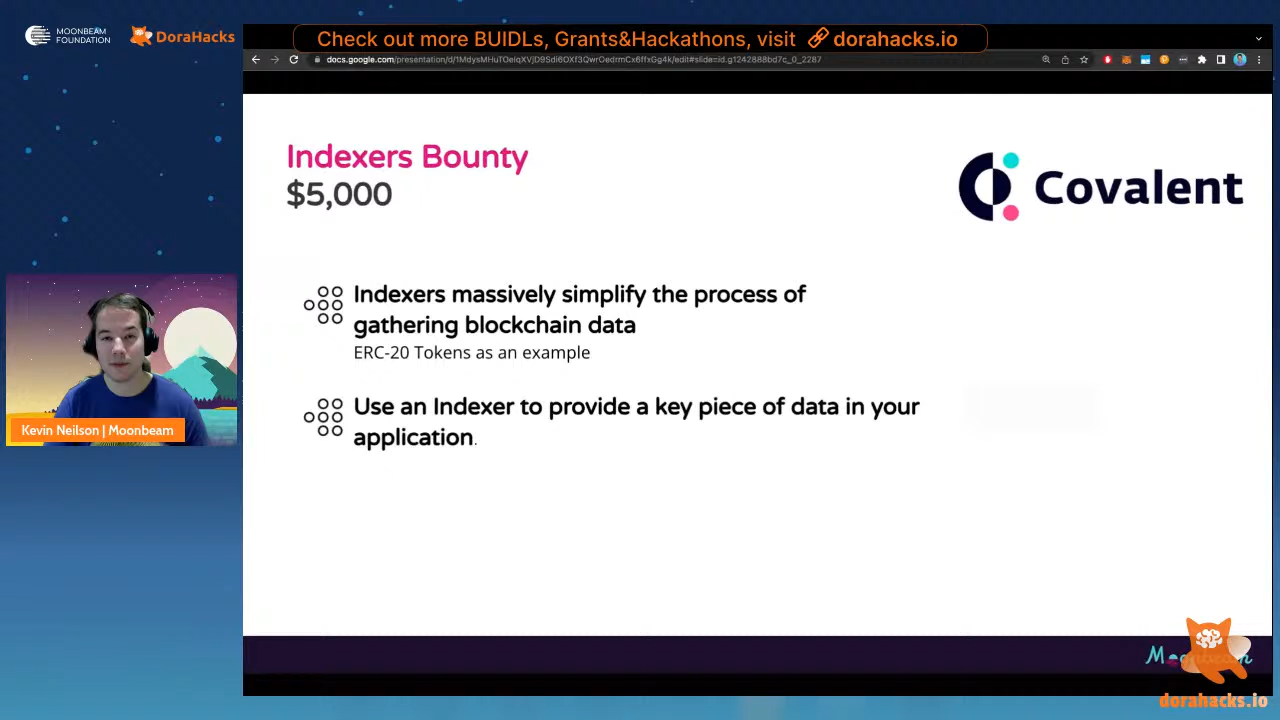 MOONBEAM
FOUNDATION
DoraHacks
Check out more BUIDLs, Grants&Hackathons, visit dorahacks.io
Indexers Bounty
$5,000
Covalent
Indexers massively simplify the process of
gathering blockchain data
ERC-20 Tokens as an example
Use an Indexer to provide a key piece of data in your
application.
Kevin Neilson | Moonbeam
dorahacks.io